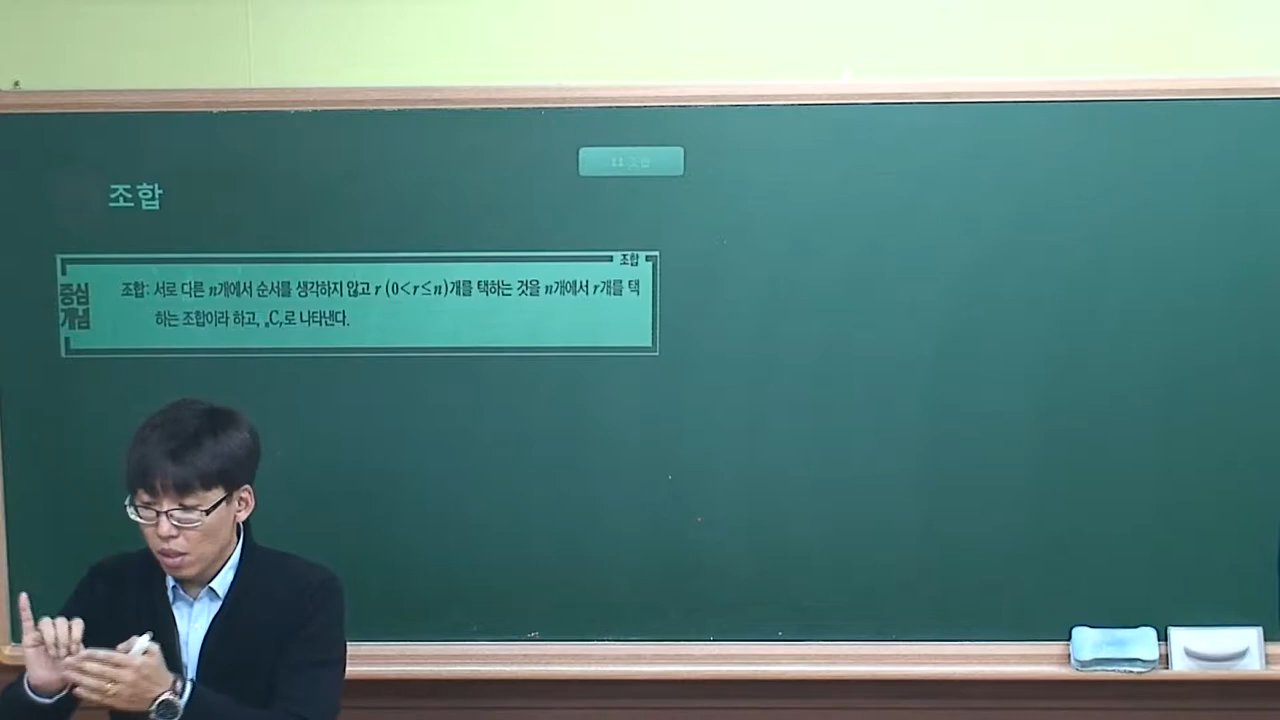 조합
조합
중심
개념
조합: 서로 다른 n개에서 순서를 생각하지 않고 r (0<r≤n)개를 택하는 것을 n개에서 r개를 택
하는 조합이라 하고, ₙCᵣ로 나타낸다.